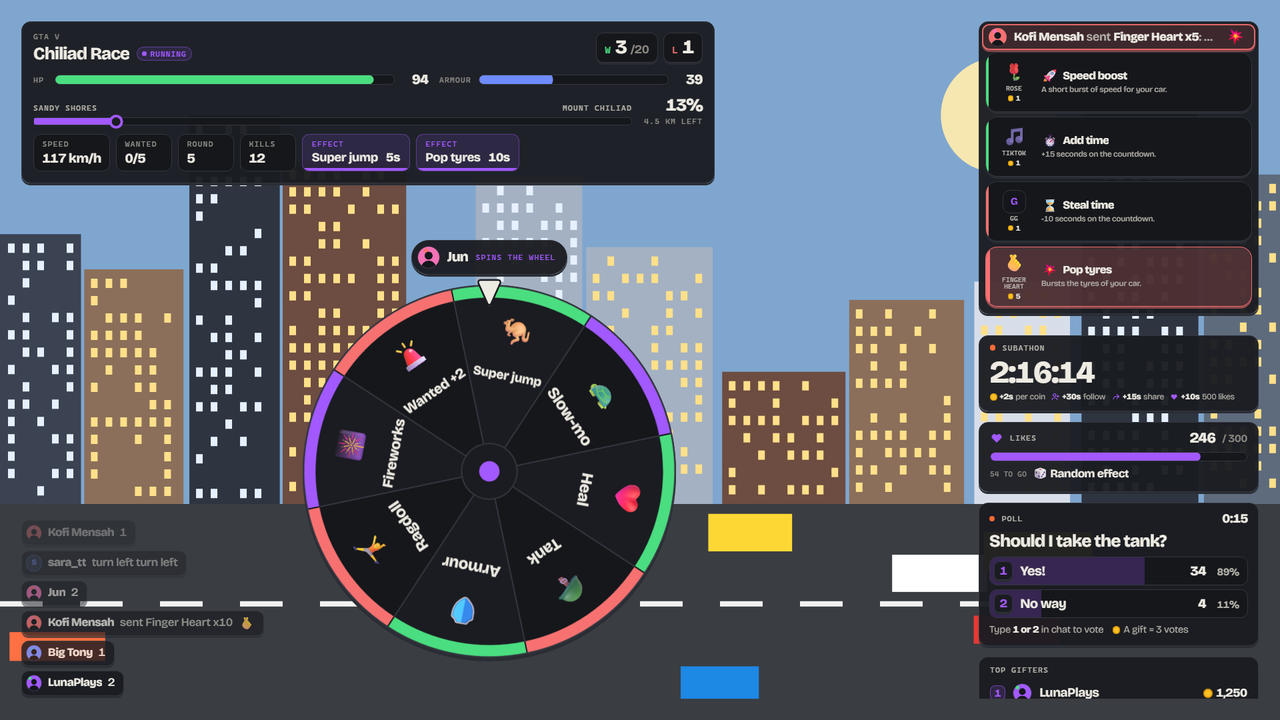 GTA V
Chiliad Race RUNNING
W 3 /20 L 1
HP 94 ARMOUR 39
SANDY SHORES MOUNT CHILIAD 13%
4.5 KM LEFT
SPEED 117 km/h
WANTED 0/5
ROUND 5
KILLS 12
EFFECT Super jump 5s
EFFECT Pop tyres 10s
Jun SPINS THE WHEEL
Super jump
Slow-mo
Heal
Tank
Armour
Ragdoll
Fireworks
Wanted +2
Kofi Mensah 1
S sara_tt turn left turn left
Jun 2
Kofi Mensah sent Finger Heart x10
Big Tony 1
LunaPlays 2
Kofi Mensah sent Finger Heart x5: ...
ROSE 1
Speed boost
A short burst of speed for your car.
TIKTOK 1
Add time
+15 seconds on the countdown.
G GG 1
Steal time
-10 seconds on the countdown.
FINGER HEART 5
Pop tyres
Bursts the tyres of your car.
SUBATHON
2:16:14
+2s per coin +30s follow +15s share +10s 500 likes
LIKES 246 / 300
54 TO GO Random effect
POLL 0:15
Should I take the tank?
1 Yes! 34 89%
2 No way 4 11%
Type 1 or 2 in chat to vote A gift = 3 votes
TOP GIFTERS
1 LunaPlays 1,250